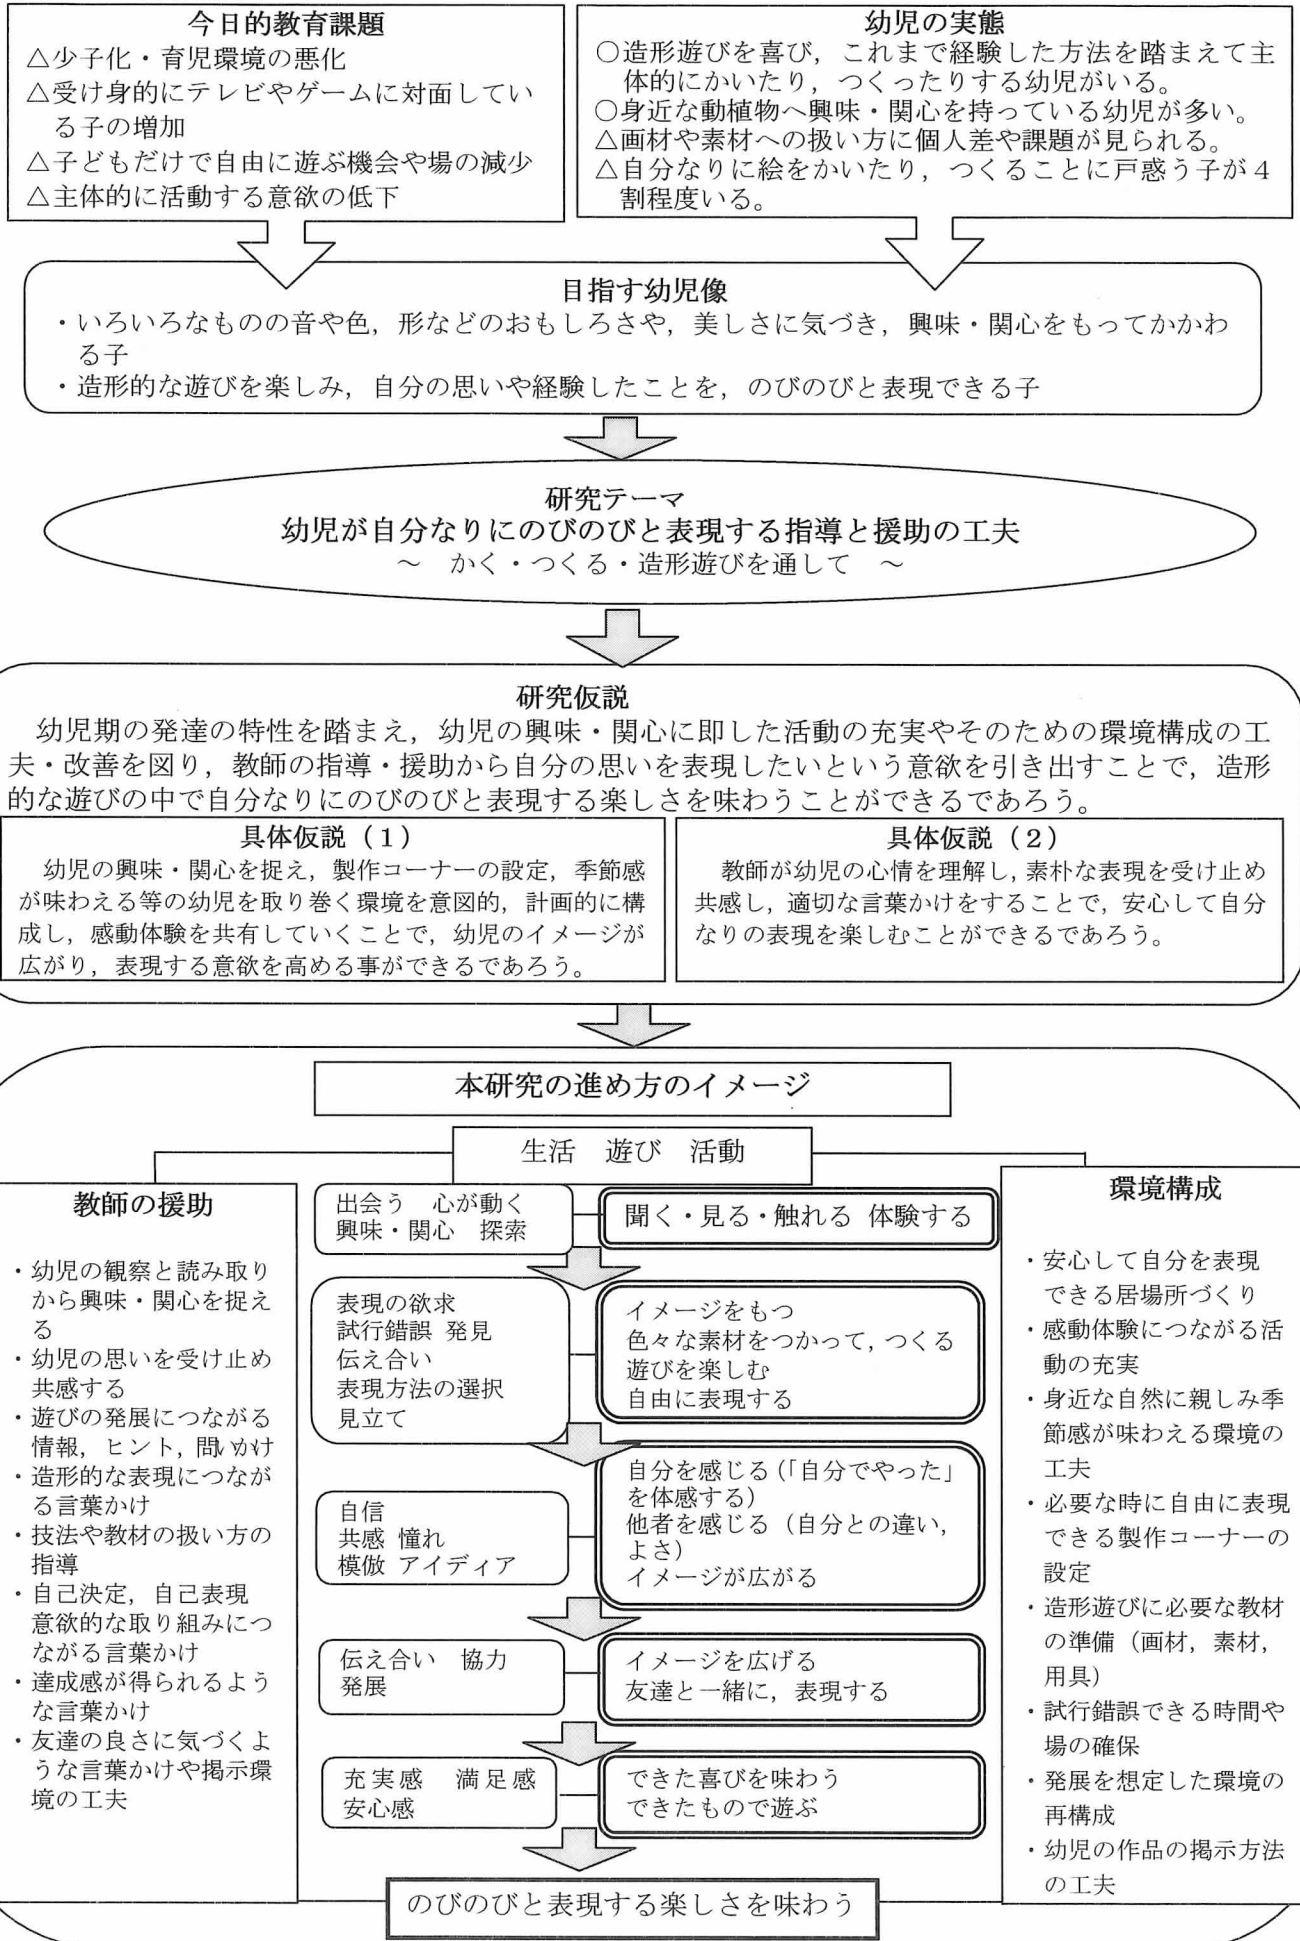 今日的教育課題
△少子化・育児環境の悪化
△受け身的にテレビやゲームに対面してい
る子の増加
△子どもだけで自由に遊ぶ機会や場の減少
△主体的に活動する意欲の低下
幼児の実態
○造形遊びを喜び，これまで経験した方法を踏まえて主
体的にかいたり，つくったりする幼児がいる。
○身近な動植物へ興味・関心を持っている幼児が多い。
△画材や素材への扱い方に個人差や課題が見られる。
△自分なりに絵をかいたり，つくることに戸惑う子が４
割程度いる。
目指す幼児像
・いろいろなものの音や色，形などのおもしろさや，美しさに気づき，興味・関心をもってかかわ
る子
・造形的な遊びを楽しみ，自分の思いや経験したことを，のびのびと表現できる子
研究テーマ
幼児が自分なりにのびのびと表現する指導と援助の工夫
～　かく・つくる・造形遊びを通して　～
研究仮説
幼児期の発達の特性を踏まえ，幼児の興味・関心に即した活動の充実やそのための環境構成の工
夫・改善を図り，教師の指導・援助から自分の思いを表現したいという意欲を引き出すことで，造形
的な遊びの中で自分なりにのびのびと表現する楽しさを味わうことができるであろう。
具体仮説（１）
幼児の興味・関心を捉え，製作コーナーの設定，季節感
が味わえる等の幼児を取り巻く環境を意図的，計画的に構
成し，感動体験を共有していくことで，幼児のイメージが
広がり，表現する意欲を高める事ができるであろう。
具体仮説（２）
教師が幼児の心情を理解し，素朴な表現を受け止め
共感し，適切な言葉かけをすることで，安心して自分
なりの表現を楽しむことができるであろう。
本研究の進め方のイメージ
生活　遊び　活動
教師の援助
・幼児の観察と読み取り
から興味・関心を捉え
る
・幼児の思いを受け止め
共感する
・遊びの発展につながる
情報，ヒント，問いかけ
・造形的な表現につなが
る言葉かけ
・技法や教材の扱い方の
指導
・自己決定，自己表現
意欲的な取り組みにつ
ながる言葉かけ
・達成感が得られるよう
な言葉かけ
・友達の良さに気づくよ
うな言葉かけや掲示環
境の工夫
出会う　心が動く
興味・関心　探索
聞く・見る・触れる 体験する
表現の欲求
試行錯誤 発見
伝え合い
表現方法の選択
見立て
イメージをもつ
色々な素材をつかって，つくる
遊びを楽しむ
自由に表現する
自信
共感 憧れ
模倣 アイディア
自分を感じる（「自分でやった」
を体感する）
他者を感じる（自分との違い，
よさ）
イメージが広がる
伝え合い　協力
発展
イメージを広げる
友達と一緒に，表現する
充実感　満足感
安心感
できた喜びを味わう
できたもので遊ぶ
のびのびと表現する楽しさを味わう
環境構成
・安心して自分を表現
できる居場所づくり
・感動体験につながる活
動の充実
・身近な自然に親しみ季
節感が味わえる環境の
工夫
・必要な時に自由に表現
できる製作コーナーの
設定
・造形遊びに必要な教材
の準備（画材，素材，
用具）
・試行錯誤できる時間や
場の確保
・発展を想定した環境の
再構成
・幼児の作品の掲示方法
の工夫